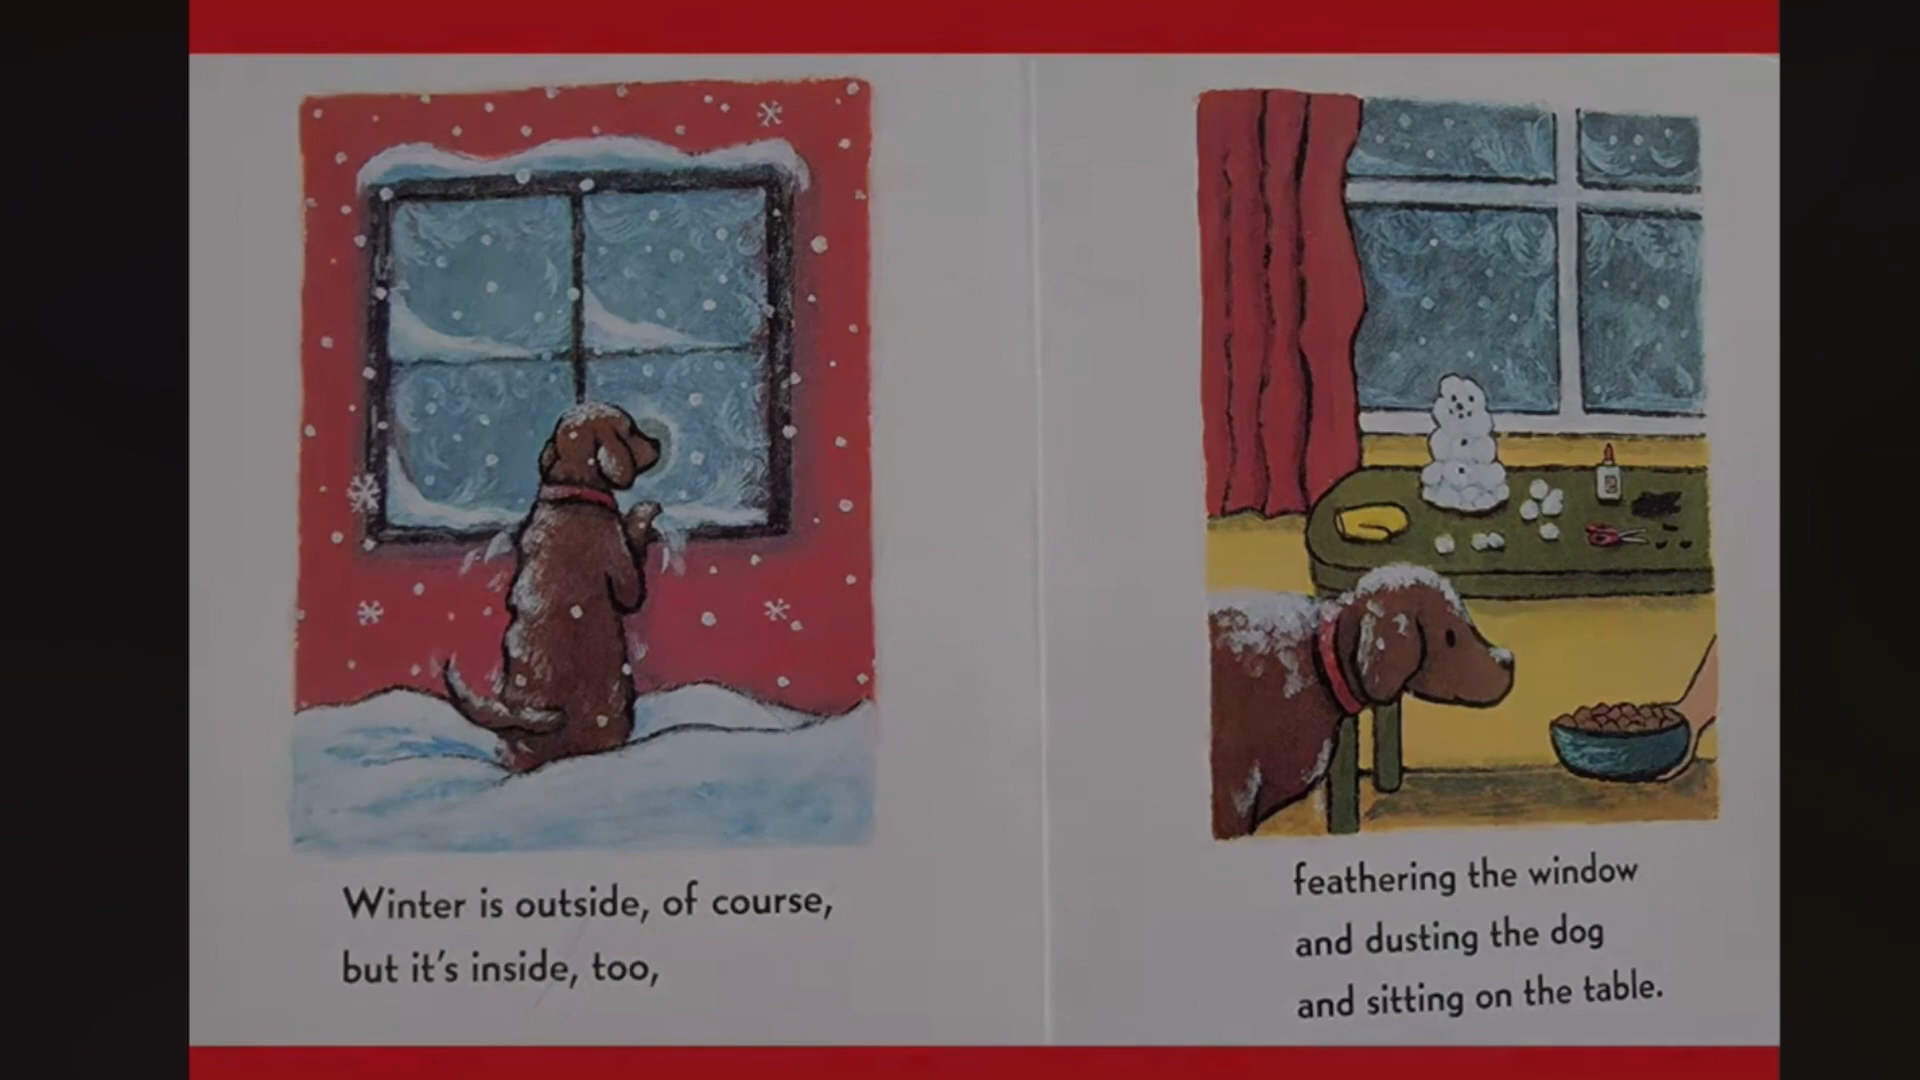 Winter is outside, of course,
but it's inside, too,
feathering the window
and dusting the dog
and sitting on the table.